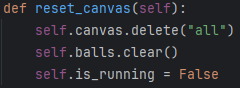 def reset_canvas(self):
    self.canvas.delete("all")
    self.balls.clear()
    self.is_running = False